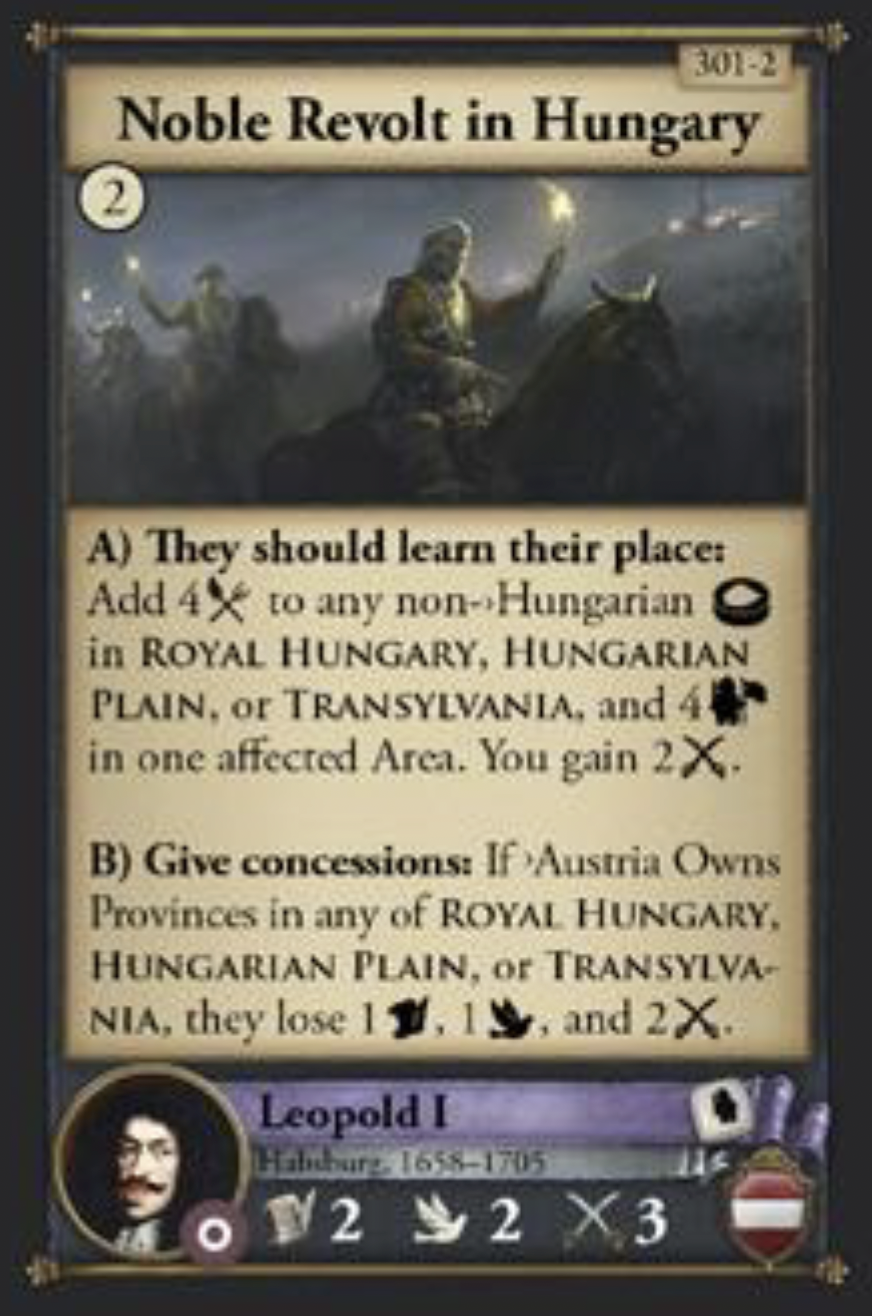 301-2
Noble Revolt in Hungary
2
A) They should learn their place:
Add 4 to any non-›Hungarian
in ROYAL HUNGARY, HUNGARIAN
PLAIN, or TRANSYLVANIA, and 4
in one affected Area. You gain 2.
B) Give concessions: If ›Austria Owns
Provinces in any of ROYAL HUNGARY,
HUNGARIAN PLAIN, or TRANSYLVA-
NIA, they lose 1, 1, and 2.
Leopold I
Habsburg, 1658–1705
2 2 3